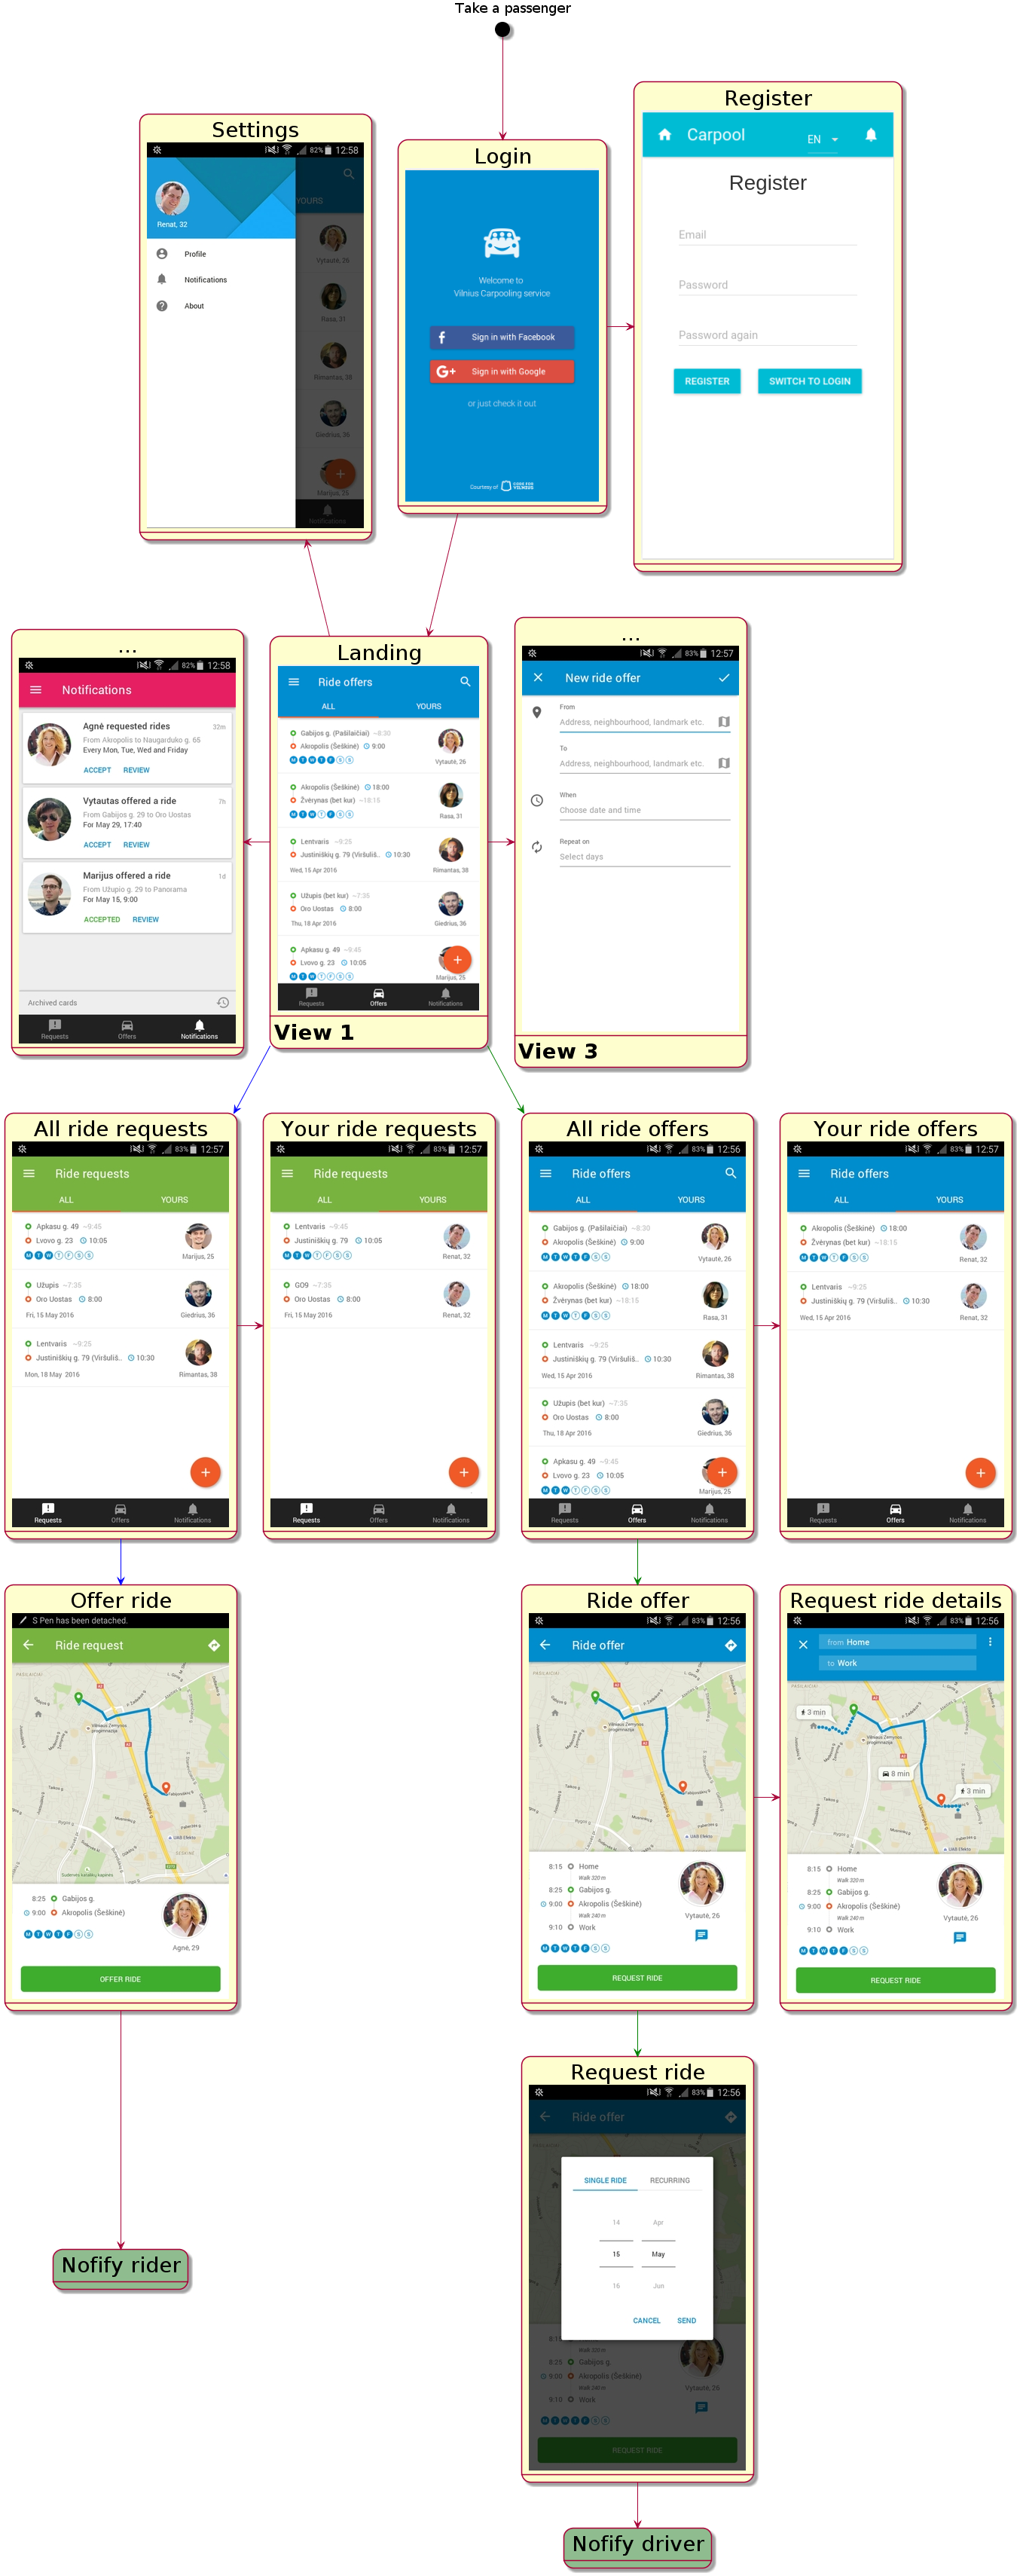 Take a passenger
Settings
82% 12:58
YOURS
Renat, 32
Vytautė, 26
Profile
Notifications
Rasa, 31
About
Rimantas, 38
Giedrius, 36
Marijus, 25
Notifications
Login
Welcome to
Vilnius Carpooling service
Sign in with Facebook
G+ Sign in with Google
or just check it out
Courtesy of CODE FOR VILNIUS
Register
Carpool EN
Register
Email
Password
Password again
REGISTER SWITCH TO LOGIN
...
82% 12:58
Notifications
Agnė requested rides 32m
From Akropolis to Naugarduko g. 65
Every Mon, Tue, Wed and Friday
ACCEPT REVIEW
Vytautas offered a ride 7h
From Gabijos g. 29 to Oro Uostas
For May 29, 17:40
ACCEPT REVIEW
Marijus offered a ride 1d
From Užupio g. 29 to Panorama
For May 15, 9:00
ACCEPTED REVIEW
Archived cards
Requests Offers Notifications
Landing
Ride offers
ALL YOURS
Gabijos g. (Pašilaičiai) ~8:30
Akropolis (Šeškinė) 9:00
M T W T F S S Vytautė, 26
Akropolis (Šeškinė) 18:00
Žvėrynas (bet kur) ~18:15
M T W T F S S Rasa, 31
Lentvaris ~9:25
Justiniškių g. 79 (Viršuliš.. 10:30
Wed, 15 Apr 2016 Rimantas, 38
Užupis (bet kur) ~7:35
Oro Uostas 8:00
Thu, 18 Apr 2016 Giedrius, 36
Apkasu g. 49 ~9:45
Lvovo g. 23 10:05
M T W T F S S Marijus, 25
Requests Offers Notifications
View 1
...
83% 12:57
New ride offer
From
Address, neighbourhood, landmark etc.
To
Address, neighbourhood, landmark etc.
When
Choose date and time
Repeat on
Select days
View 3
All ride requests
83% 12:57
Ride requests
ALL YOURS
Apkasu g. 49 ~9:45
Lvovo g. 23 10:05
M T W T F S S Marijus, 25
Užupis ~7:35
Oro Uostas 8:00
Fri, 15 May 2016 Giedrius, 36
Lentvaris ~9:25
Justiniškių g. 79 (Viršuliš.. 10:30
Mon, 18 May 2016 Rimantas, 38
Requests Offers Notifications
Your ride requests
83% 12:57
Ride requests
ALL YOURS
Lentvaris ~9:45
Justiniškių g. 79 10:05
M T W T F S S Renat, 32
GO9 ~7:35
Oro Uostas 8:00
Fri, 15 May 2016 Renat, 32
Requests Offers Notifications
All ride offers
83% 12:56
Ride offers
ALL YOURS
Gabijos g. (Pašilaičiai) ~8:30
Akropolis (Šeškinė) 9:00
M T W T F S S Vytautė, 26
Akropolis (Šeškinė) 18:00
Žvėrynas (bet kur) ~18:15
M T W T F S S Rasa, 31
Lentvaris ~9:25
Justiniškių g. 79 (Viršuliš.. 10:30
Wed, 15 Apr 2016 Rimantas, 38
Užupis (bet kur) ~7:35
Oro Uostas 8:00
Thu, 18 Apr 2016 Giedrius, 36
Apkasu g. 49 ~9:45
Lvovo g. 23 10:05
M T W T F S S Marijus, 25
Requests Offers Notifications
Your ride offers
83% 12:57
Ride offers
ALL YOURS
Akropolis (Šeškinė) 18:00
Žvėrynas (bet kur) ~18:15
M T W T F S S Renat, 32
Lentvaris ~9:25
Justiniškių g. 79 (Viršuliš.. 10:30
Wed, 15 Apr 2016 Renat, 32
Requests Offers Notifications
Offer ride
S Pen has been detached.
Ride request
8:25 Gabijos g.
9:00 Akropolis (Šeškinė)
M T W T F S S
Agnė, 29
OFFER RIDE
Ride offer
83% 12:56
Ride offer
8:15 Home
Walk 320 m
8:25 Gabijos g.
9:00 Akropolis (Šeškinė)
Walk 240 m
9:10 Work
Vytautė, 26
M T W T F S S
REQUEST RIDE
Request ride details
83% 12:56
from Home
to Work
3 min
8 min
3 min
8:15 Home
Walk 320 m
8:25 Gabijos g.
9:00 Akropolis (Šeškinė)
Walk 240 m
9:10 Work
Vytautė, 26
M T W T F S S
REQUEST RIDE
Request ride
83% 12:56
Ride offer
SINGLE RIDE RECURRING
14 Apr
15 May
16 Jun
CANCEL SEND
8:15
Walk 320 m
8:25 Gabijos g.
9:00 Akropolis (Šeškinė)
Walk 240 m
9:10 Work
Vytautė, 26
M T W T F S S
REQUEST RIDE
Nofify rider
Nofify driver